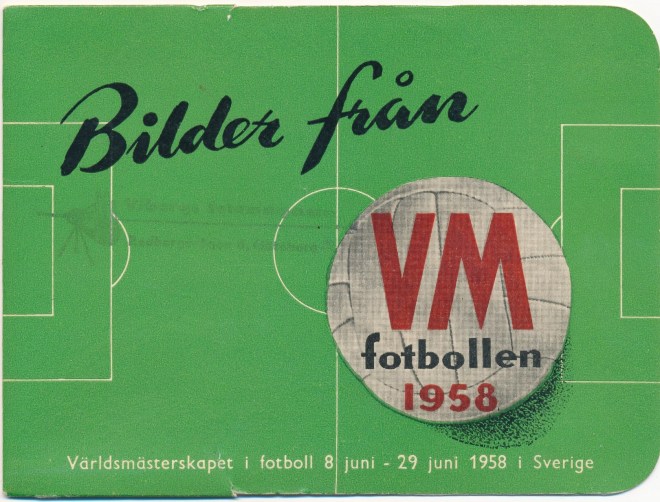 Bilder från
VM
fotbollen
1958
Världsmästerskapet i fotboll 8 juni - 29 juni 1958 i Sverige